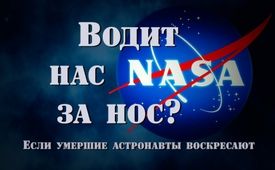 Водит
нас NASA
за нос?
Если умершие астронавты воскресают